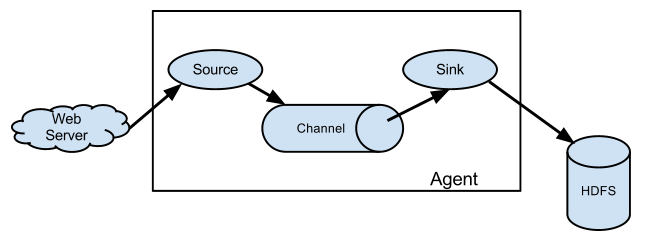 Web
Server
Source
Channel
Sink
Agent
HDFS